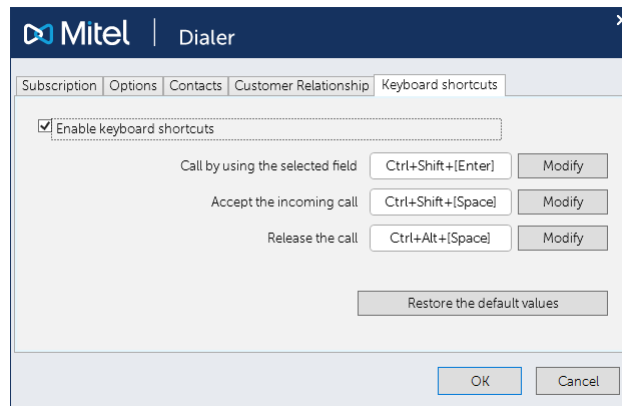 Mitel | Dialer
Subscription Options Contacts Customer Relationship Keyboard shortcuts
Enable keyboard shortcuts
Call by using the selected field Ctrl+Shift+[Enter] Modify
Accept the incoming call Ctrl+Shift+[Space] Modify
Release the call Ctrl+Alt+[Space] Modify
Restore the default values
OK Cancel